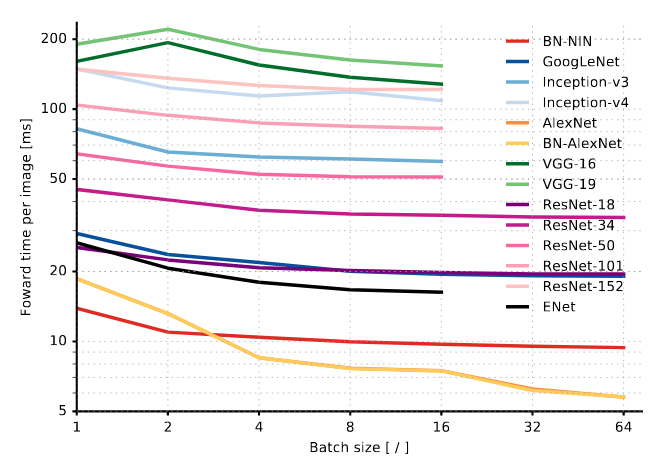 Foward time per image [ms]
200
100
50
20
10
5
1
2
4
8
16
32
64
Batch size [ / ]
BN-NIN
GoogLeNet
Inception-v3
Inception-v4
AlexNet
BN-AlexNet
VGG-16
VGG-19
ResNet-18
ResNet-34
ResNet-50
ResNet-101
ResNet-152
ENet